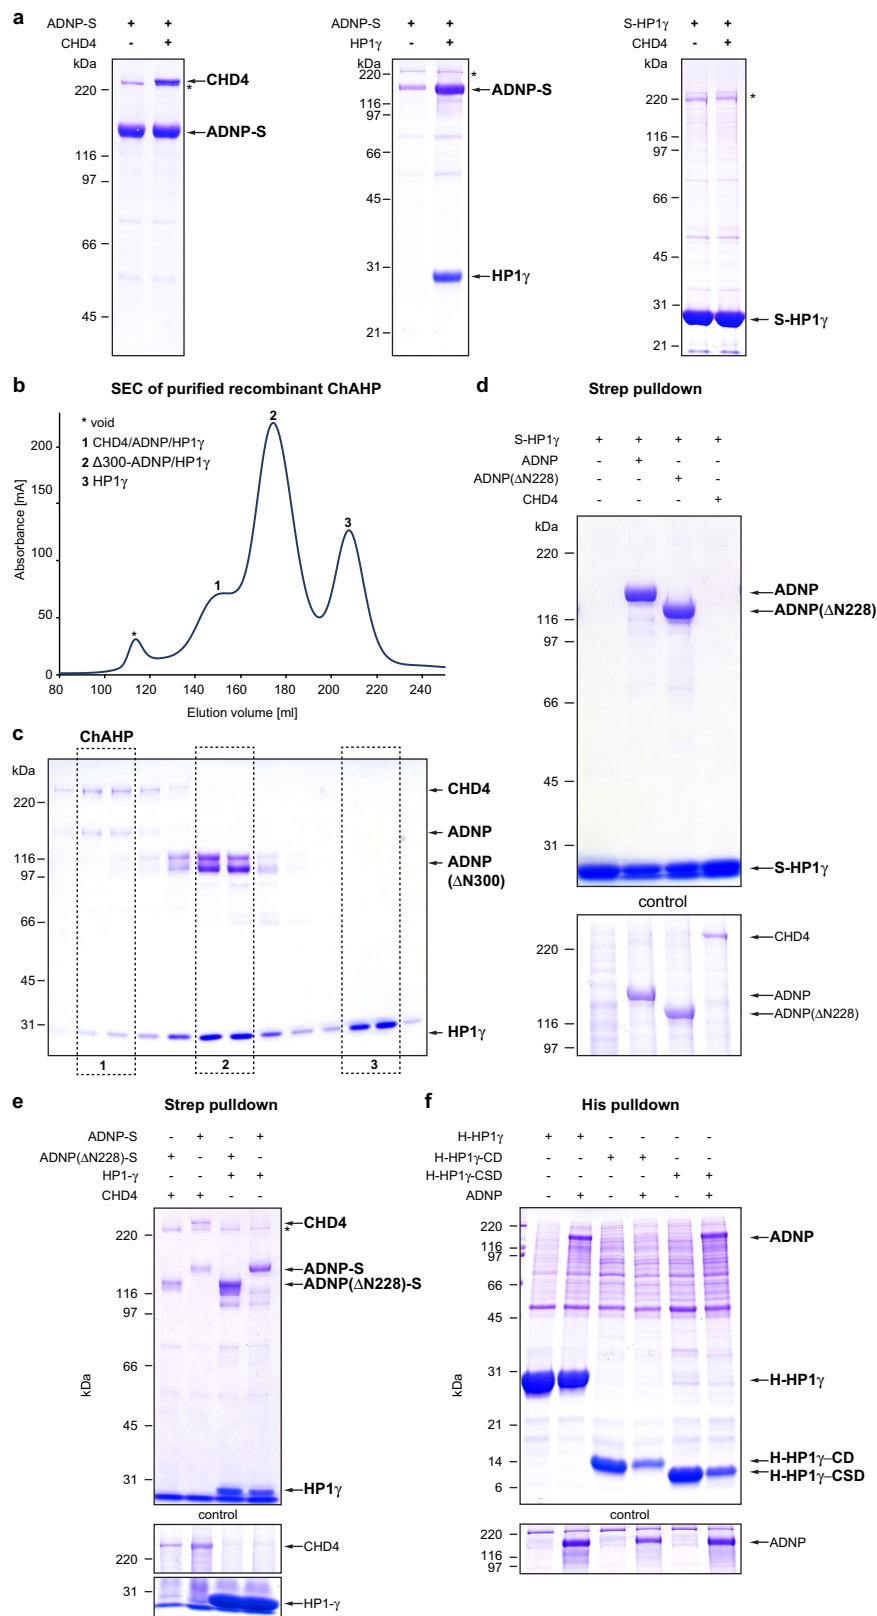 a
ADNP-S + +
CHD4 - +
kDa
220
116
97
66
45
CHD4
*
ADNP-S
ADNP-S + +
HP1γ - +
kDa
220
116
97
66
45
31
21
*
ADNP-S
HP1γ
S-HP1γ + +
CHD4 - +
kDa
220
116
97
66
45
31
21
*
S-HP1γ
b
SEC of purified recombinant ChAHP
* void
1 CHD4/ADNP/HP1γ
2 Δ300-ADNP/HP1γ
3 HP1γ
Absorbance [mA]
200
150
100
50
0
* 1 2 3
80 100 120 140 160 180 200 220 240
Elution volume [ml]
c
ChAHP
kDa
220
116
97
66
45
31
CHD4
ADNP
ADNP
(ΔN300)
HP1γ
1 2 3
d
Strep pulldown
S-HP1γ + + + +
ADNP - + - -
ADNP(ΔN228) - - + -
CHD4 - - - +
kDa
220
116
97
66
45
31
ADNP
ADNP(ΔN228)
S-HP1γ
control
220
116
97
CHD4
ADNP
ADNP(ΔN228)
e
Strep pulldown
ADNP-S - + - +
ADNP(ΔN228)-S + - + -
HP1-γ - - + +
CHD4 + + - -
220
116
97
66
45
31
kDa
CHD4
*
ADNP-S
ADNP(ΔN228)-S
HP1γ
control
220
CHD4
31
HP1-γ
f
His pulldown
H-HP1γ + + - - - -
H-HP1γ-CD - - + + - -
H-HP1γ-CSD - - - - + +
ADNP - + - + - +
220
116
97
66
45
31
21
14
6
kDa
ADNP
H-HP1γ
H-HP1γ–CD
H-HP1γ–CSD
control
220
116
97
ADNP